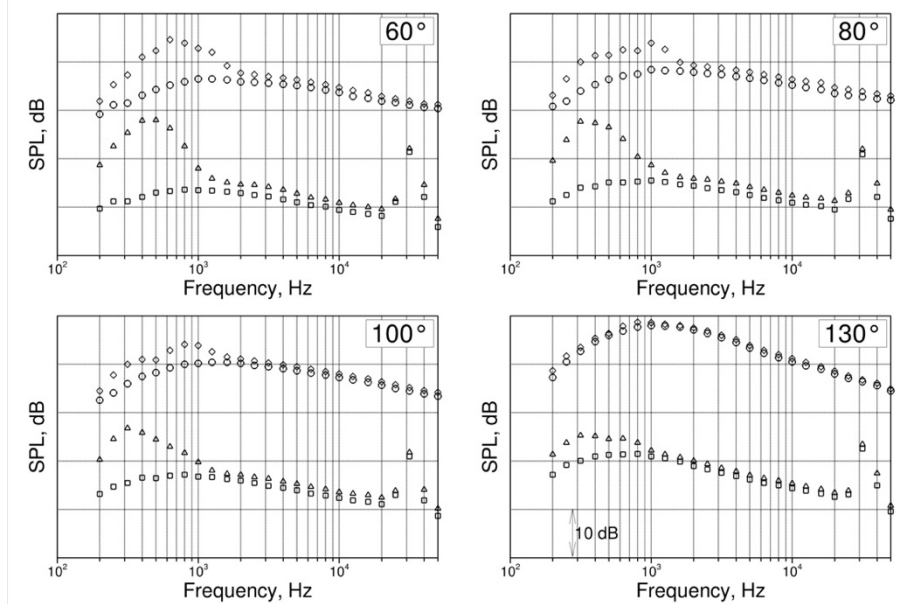 60°
SPL, dB
10² 10³ 10⁴
Frequency, Hz
80°
SPL, dB
10² 10³ 10⁴
Frequency, Hz
100°
SPL, dB
10² 10³ 10⁴
Frequency, Hz
130°
SPL, dB
10 dB
10² 10³ 10⁴
Frequency, Hz